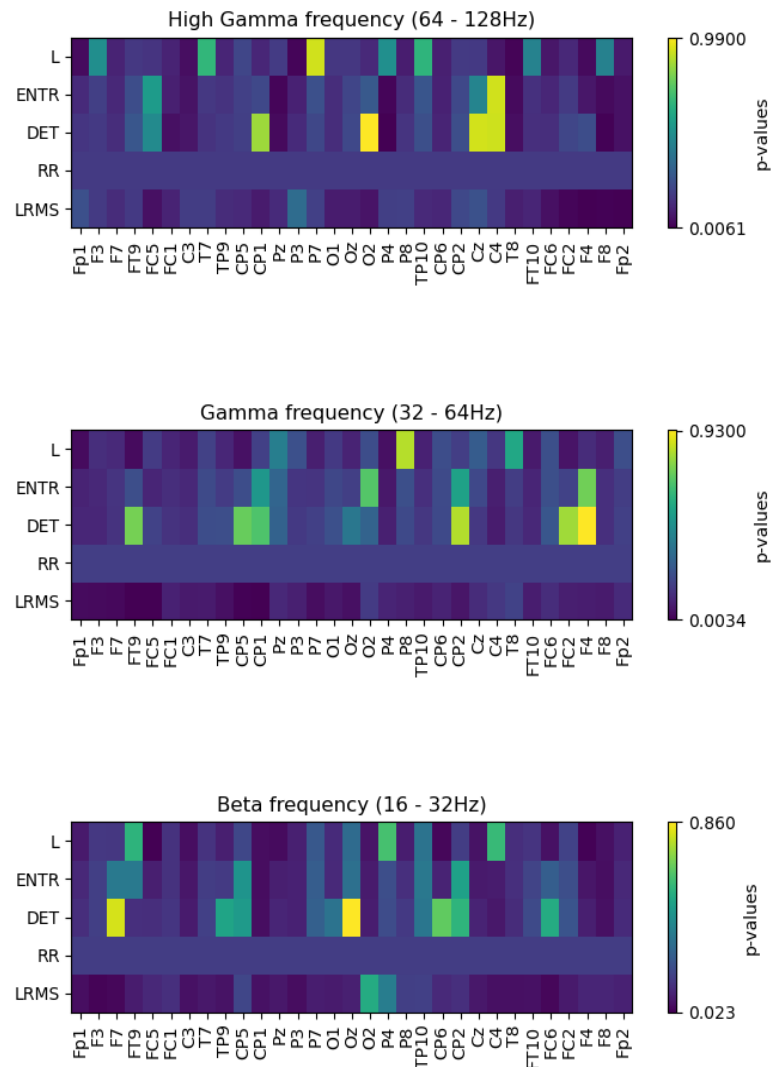 High Gamma frequency (64 - 128Hz)
L
ENTR
DET
RR
LRMS
Fp1 F3 F7 FT9 FC5 FC1 C3 T7 TP9 CP5 CP1 Pz P3 P7 O1 Oz O2 P4 P8 TP10 CP6 CP2 Cz C4 T8 FT10 FC6 FC2 F4 F8 Fp2
0.9900
0.0061
p-values
Gamma frequency (32 - 64Hz)
L
ENTR
DET
RR
LRMS
Fp1 F3 F7 FT9 FC5 FC1 C3 T7 TP9 CP5 CP1 Pz P3 P7 O1 Oz O2 P4 P8 TP10 CP6 CP2 Cz C4 T8 FT10 FC6 FC2 F4 F8 Fp2
0.9300
0.0034
p-values
Beta frequency (16 - 32Hz)
L
ENTR
DET
RR
LRMS
Fp1 F3 F7 FT9 FC5 FC1 C3 T7 TP9 CP5 CP1 Pz P3 P7 O1 Oz O2 P4 P8 TP10 CP6 CP2 Cz C4 T8 FT10 FC6 FC2 F4 F8 Fp2
0.860
0.023
p-values